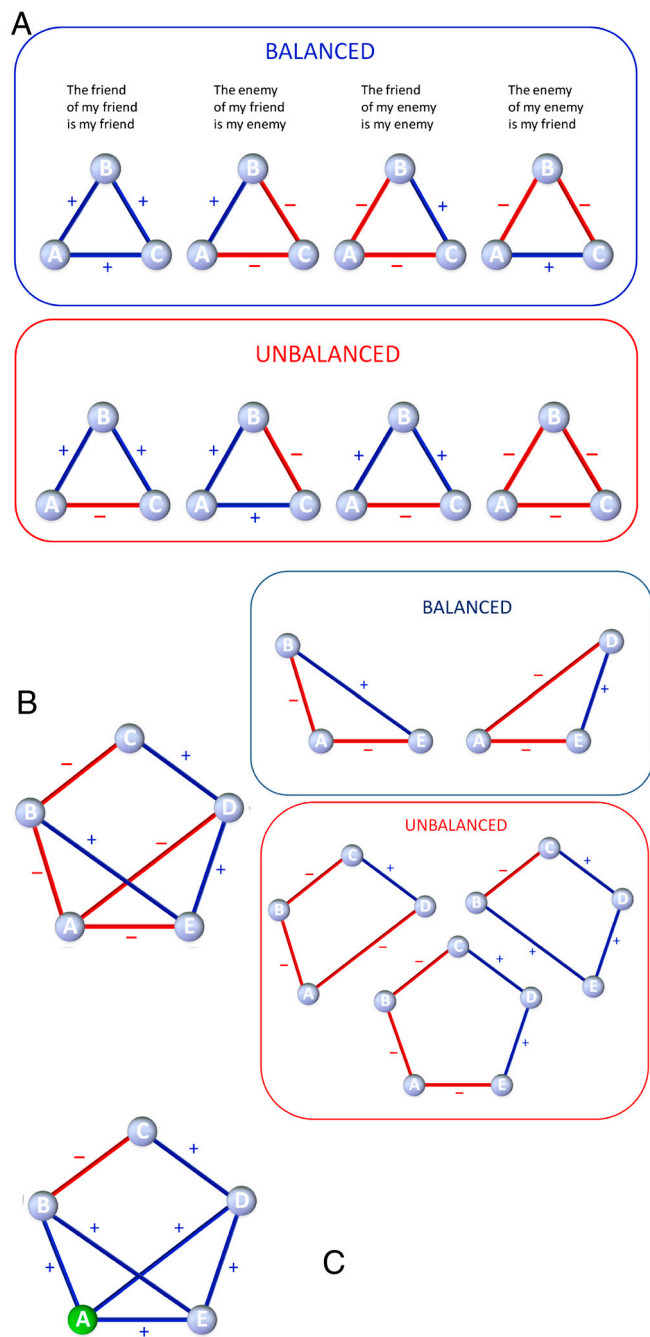 A
BALANCED
The friend
of my friend
is my friend
The enemy
of my friend
is my enemy
The friend
of my enemy
is my enemy
The enemy
of my enemy
is my friend
B
+ +
A C
+
B
+ −
A C
−
B
− +
A C
−
B
− −
A C
+
UNBALANCED
B
+ +
A C
−
B
+ −
A C
+
B
+ +
A C
−
B
− −
A C
−
B
C
− +
B D
+ −
− +
A E
−
BALANCED
B
+
−
A E
−
D
−
+
A E
−
UNBALANCED
C
− +
B D
− −
A
C
− +
B D
+ +
E
C
− +
B D
− +
A E
−
C
C
− +
B D
+ +
+ +
A E
+